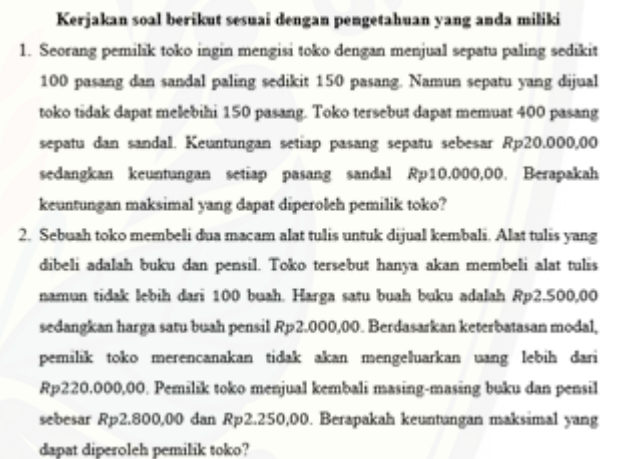 Kerjakan soal berikut sesuai dengan pengetahuan yang anda miliki
1. Seorang pemilik toko ingin mengisi toko dengan menjual sepatu paling sedikit
100 pasang dan sandal paling sedikit 150 pasang. Namun sepatu yang dijual
toko tidak dapat melebihi 150 pasang. Toko tersebut dapat memuat 400 pasang
sepatu dan sandal. Keuntungan setiap pasang sepatu sebesar Rp20.000,00
sedangkan keuntungan setiap pasang sandal Rp10.000,00. Berapakah
keuntungan maksimal yang dapat diperoleh pemilik toko?
2. Sebuah toko membeli dua macam alat tulis untuk dijual kembali. Alat tulis yang
dibeli adalah buku dan pensil. Toko tersebut hanya akan membeli alat tulis
namun tidak lebih dari 100 buah. Harga satu buah buku adalah Rp2.500,00
sedangkan harga satu buah pensil Rp2.000,00. Berdasarkan keterbatasan modal,
pemilik toko merencanakan tidak akan mengeluarkan uang lebih dari
Rp220.000,00. Pemilik toko menjual kembali masing-masing buku dan pensil
sebesar Rp2.800,00 dan Rp2.250,00. Berapakah keuntungan maksimal yang
dapat diperoleh pemilik toko?